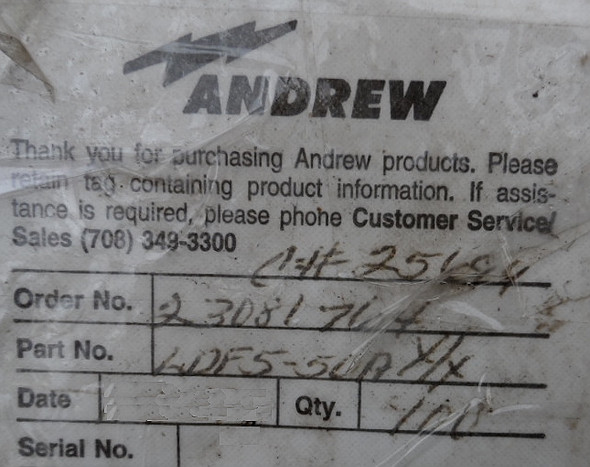 ANDREW
Thank you for purchasing Andrew products. Please
retain tag containing product information. If assis-
tance is required, please phone Customer Service/
Sales (708) 349-3300
Order No.
Part No. LDF5-50A
Date Qty. 100
Serial No.